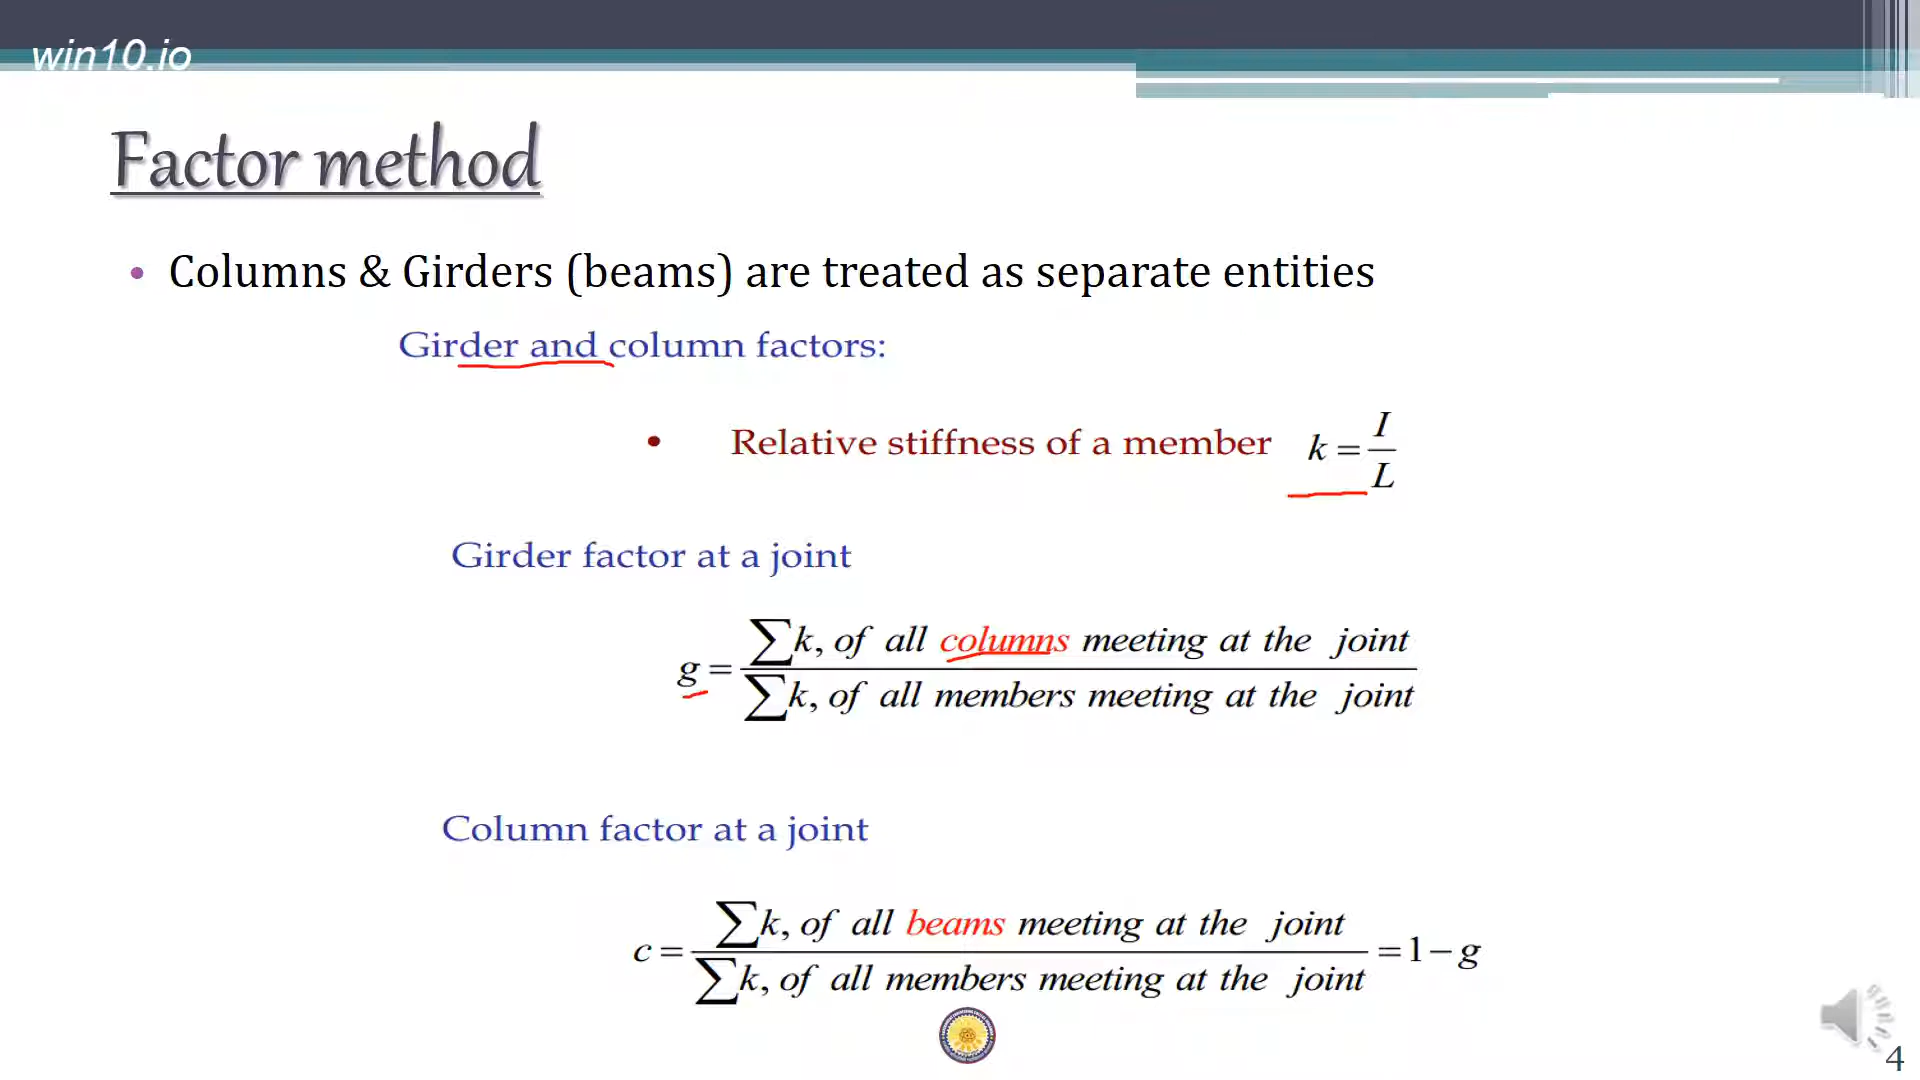 win10.io
Factor method
• Columns & Girders (beams) are treated as separate entities
Girder and column factors:
• Relative stiffness of a member k = I/L
Girder factor at a joint
g = ∑k, of all columns meeting at the joint / ∑k, of all members meeting at the joint
Column factor at a joint
c = ∑k, of all beams meeting at the joint / ∑k, of all members meeting at the joint = 1 − g
4